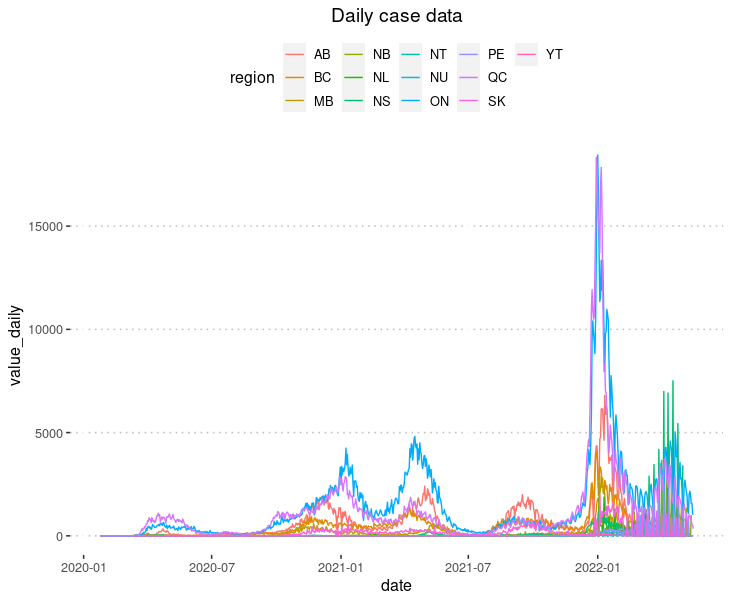 Daily case data
AB NB NT PE YT
region BC NL NU QC
MB NS ON SK
15000
10000
5000
0
value_daily
2020-01 2020-07 2021-01 2021-07 2022-01
date